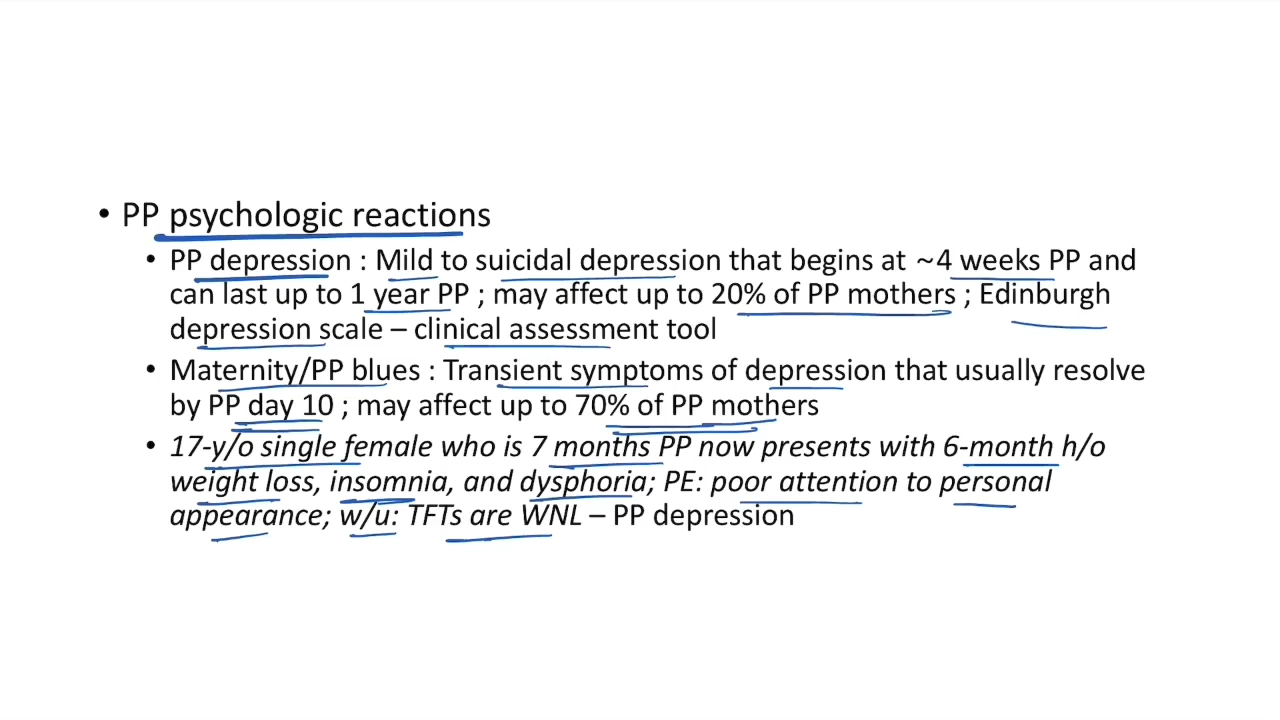 • PP psychologic reactions
• PP depression : Mild to suicidal depression that begins at ~4 weeks PP and
can last up to 1 year PP ; may affect up to 20% of PP mothers ; Edinburgh
depression scale – clinical assessment tool
• Maternity/PP blues : Transient symptoms of depression that usually resolve
by PP day 10 ; may affect up to 70% of PP mothers
• 17-y/o single female who is 7 months PP now presents with 6-month h/o
weight loss, insomnia, and dysphoria; PE: poor attention to personal
appearance; w/u: TFTs are WNL – PP depression